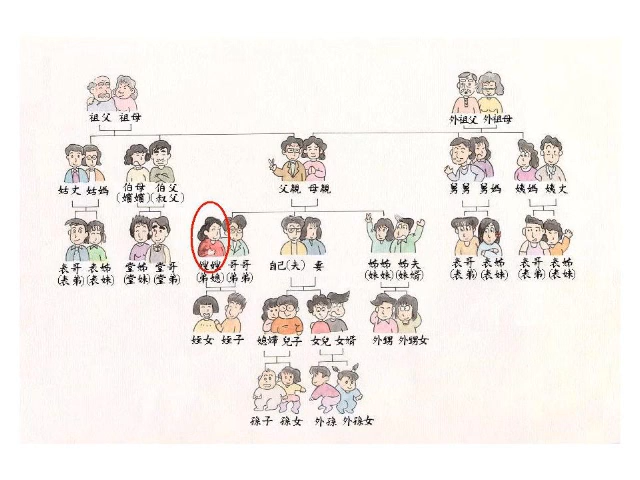 祖父 祖母
外祖父 外祖母
姑丈 姑媽
伯母 伯父
(嬸嬸) (叔父)
父親 母親
舅舅 舅媽
姨媽 姨丈
表哥 表姊
(表弟) (表妹)
堂姊 堂哥
(堂妹) (堂弟)
嫂嫂 哥哥
(弟媳) (弟弟)
自己(夫) 妻
姊姊 姊夫
(妹妹) (妹婿)
表哥 表姊
(表弟) (表妹)
表哥 表姊
(表弟) (表妹)
姪女 姪子
媳婦 兒子
女兒 女婿
外甥 外甥女
孫子 孫女
外孫 外孫女